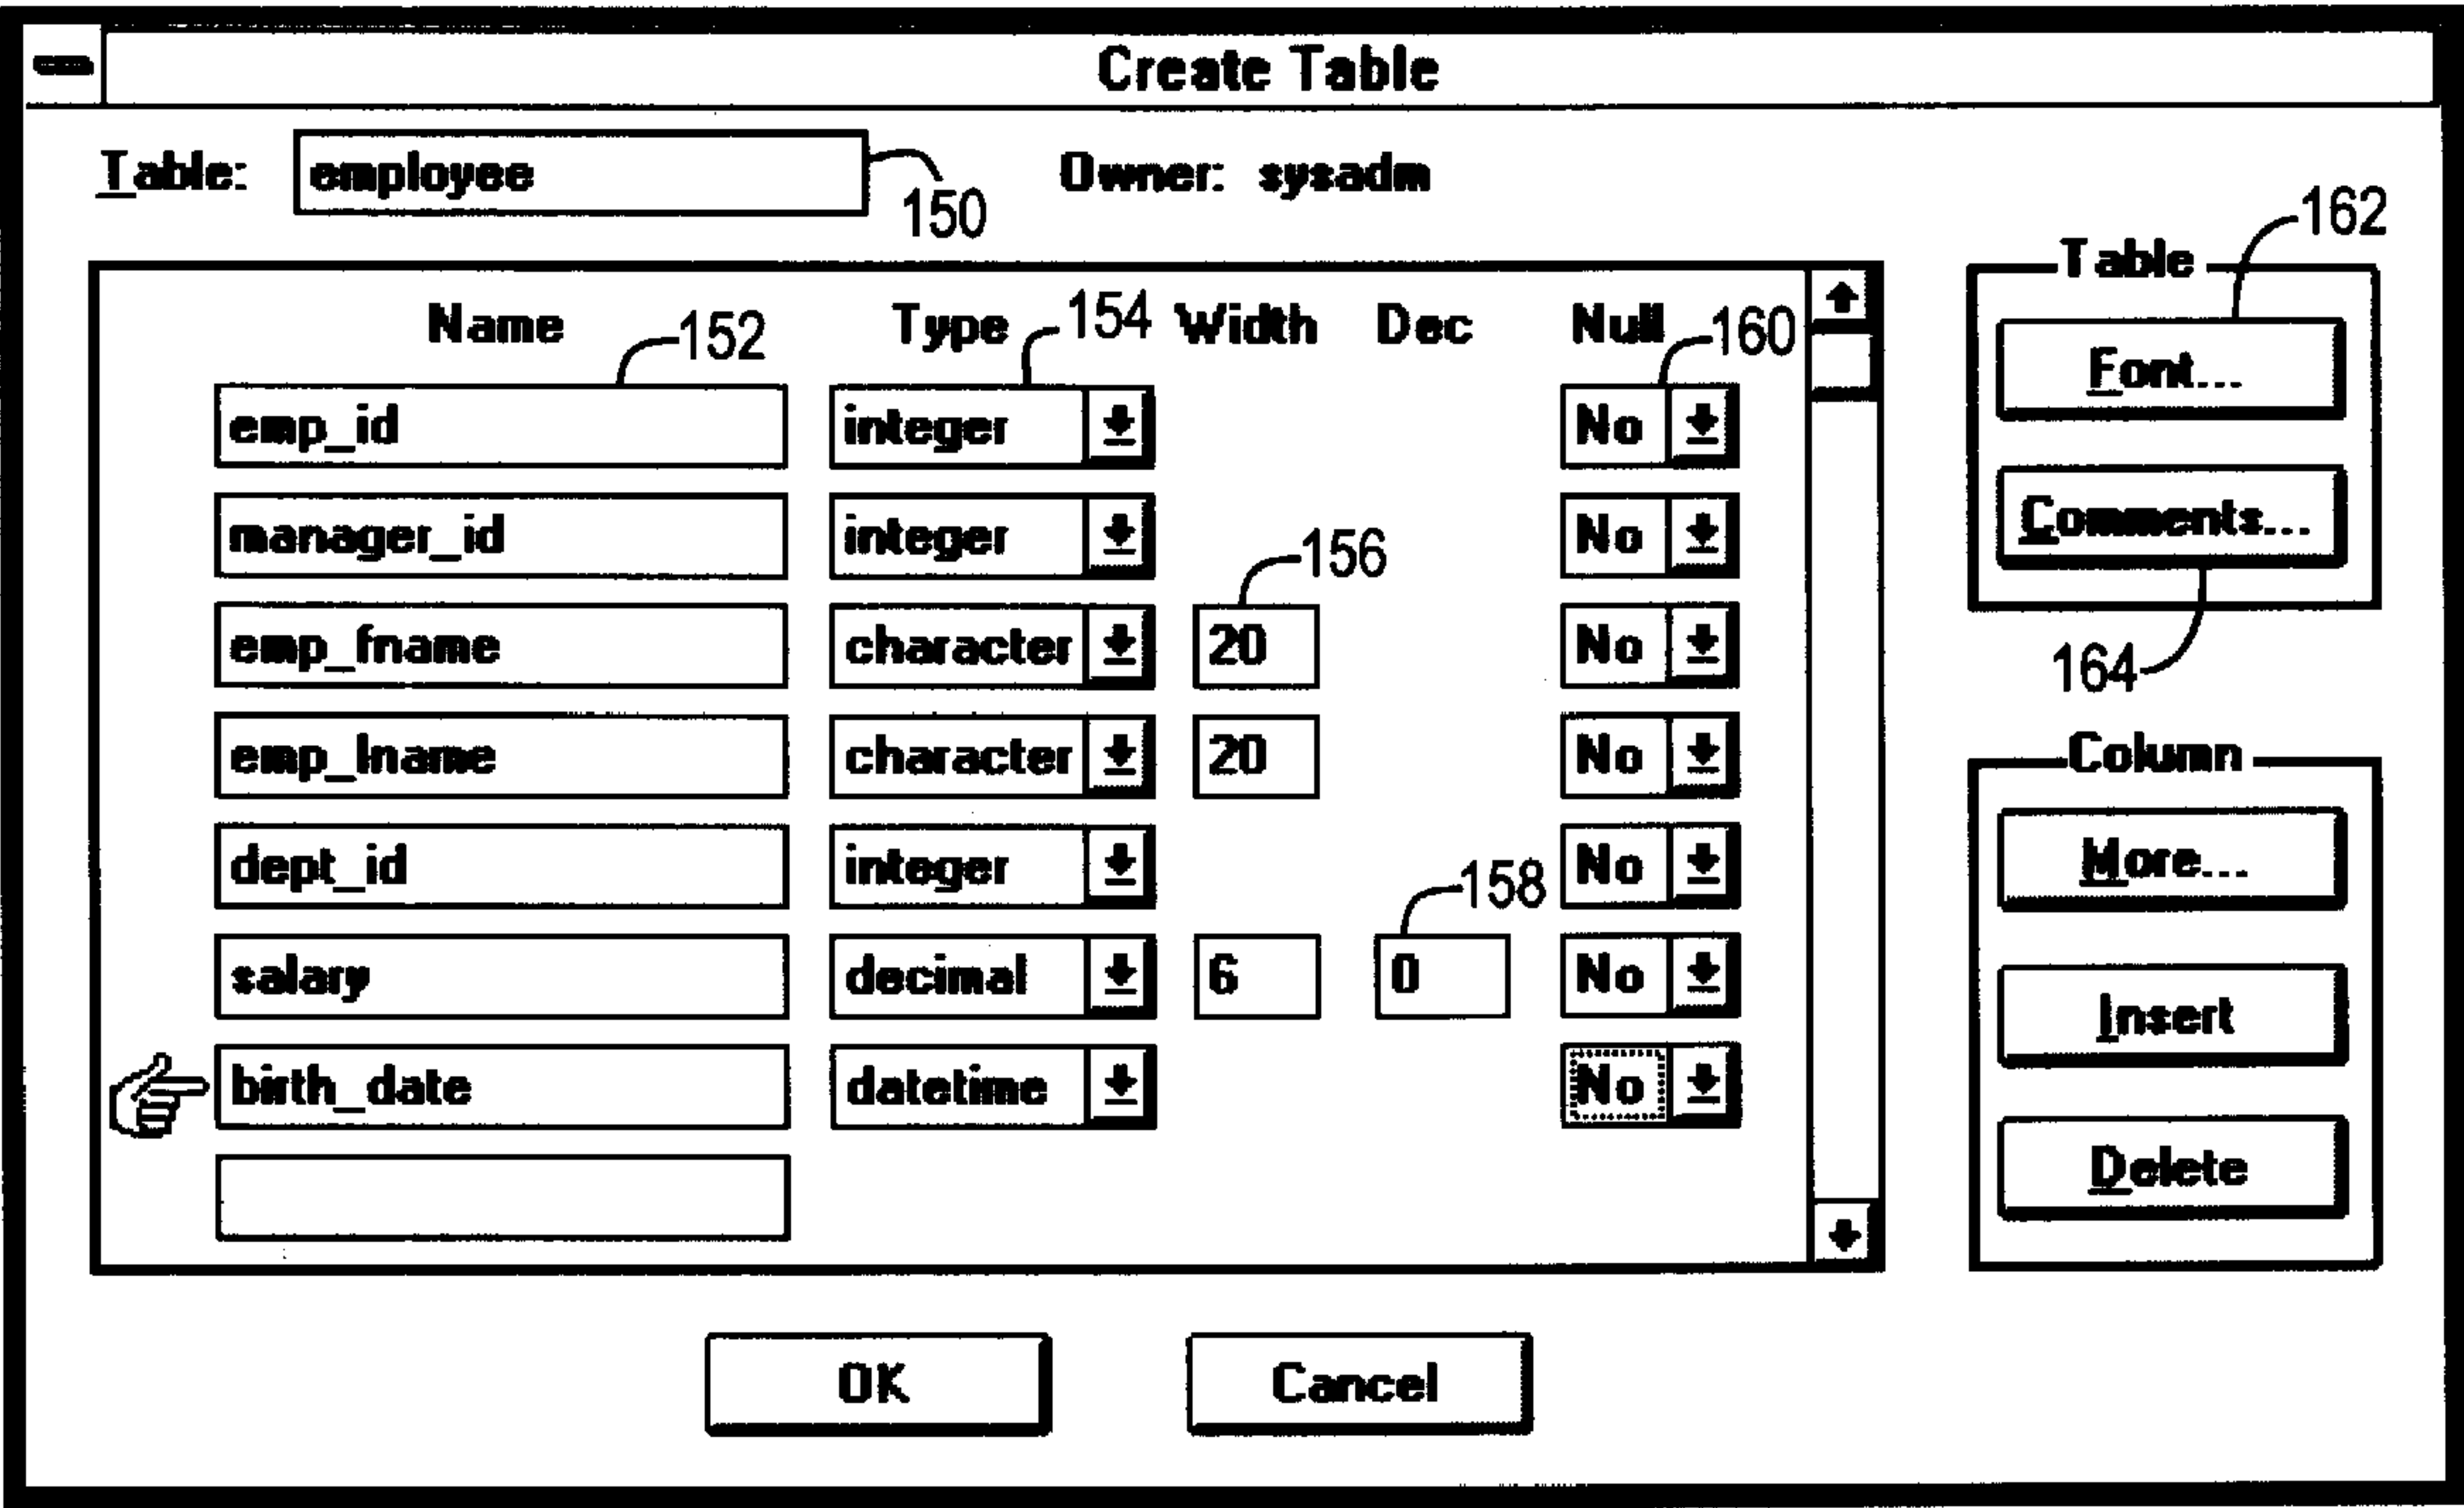 Create Table
Table: employee 150 Owner: sysadm
162
Table
Name 152 Type 154 Width Dec Null 160
Font...
emp_id integer No
Comments...
manager_id integer No
156
emp_fname character 20 No
164
emp_lname character 20 No
Column
More...
dept_id integer 158 No
salary decimal 6 0 No
Insert
birth_date datetime No
Delete
OK Cancel